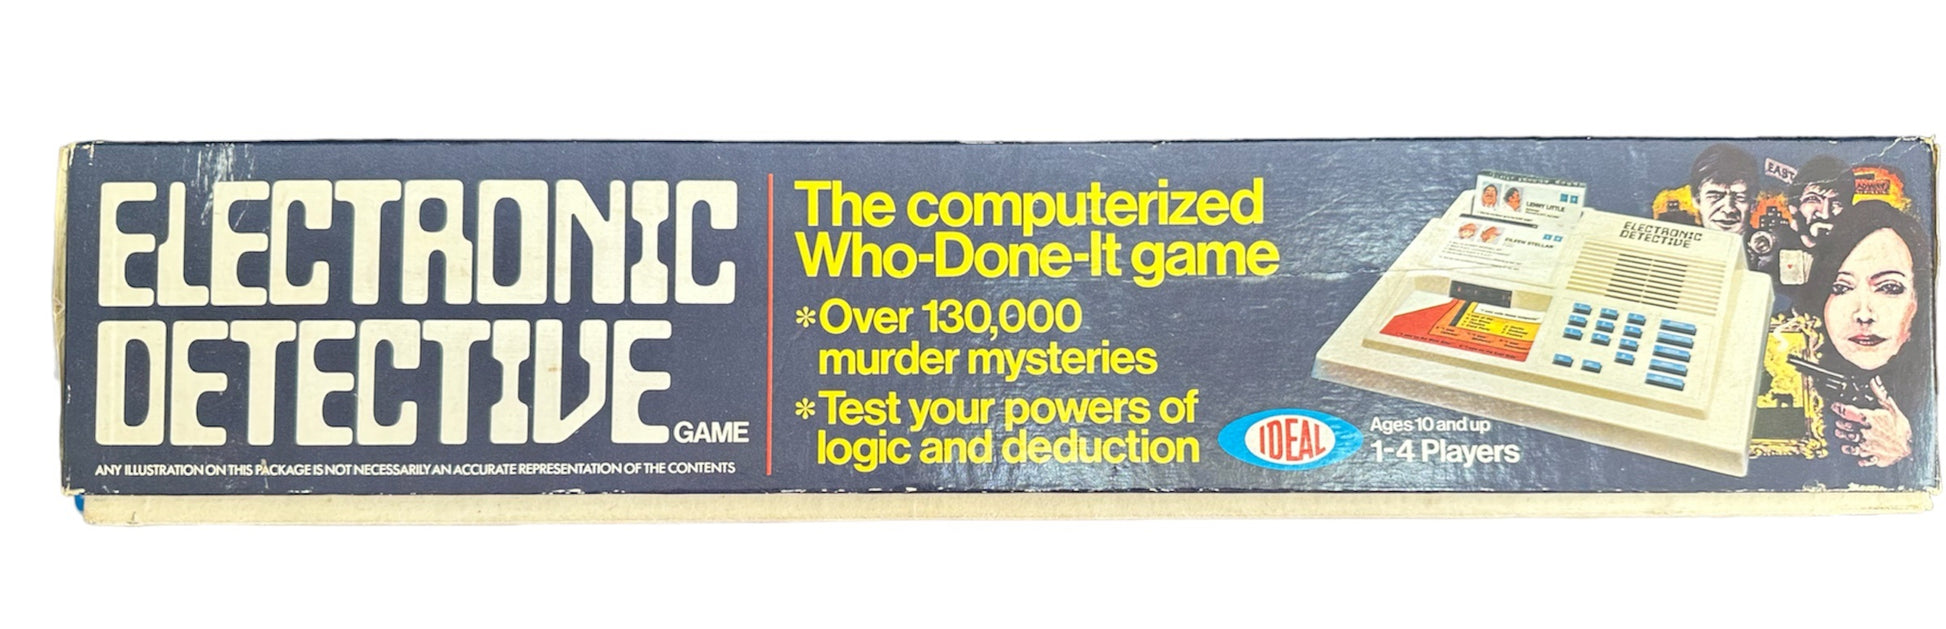 ELECTRONIC
DETECTIVE
GAME
ANY ILLUSTRATION ON THIS PACKAGE IS NOT NECESSARILY AN ACCURATE REPRESENTATION OF THE CONTENTS
The computerized
Who-Done-It game
*Over 130,000
murder mysteries
*Test your powers of
logic and deduction
IDEAL
Ages 10 and up
1-4 Players
LENNY LITTLE
EILEEN STELLAR
ELECTRONIC
DETECTIVE
EAST